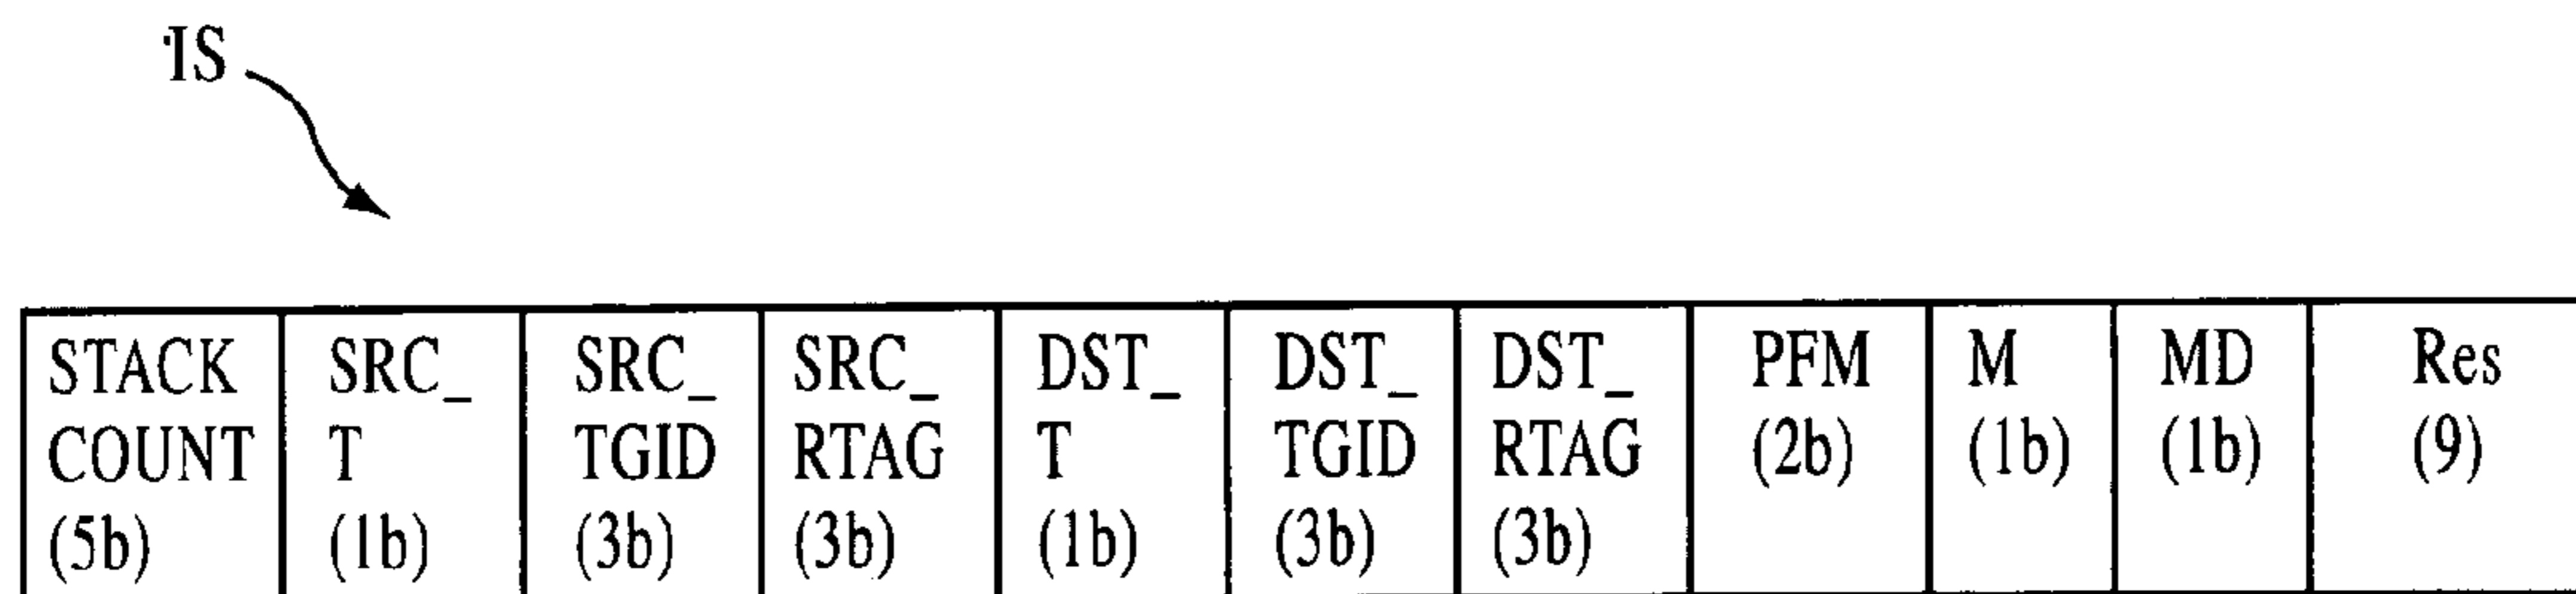 IS
STACK COUNT (5b)
SRC_ T (1b)
SRC_ TGID (3b)
SRC_ RTAG (3b)
DST_ T (1b)
DST_ TGID (3b)
DST_ RTAG (3b)
PFM (2b)
M (1b)
MD (1b)
Res (9)